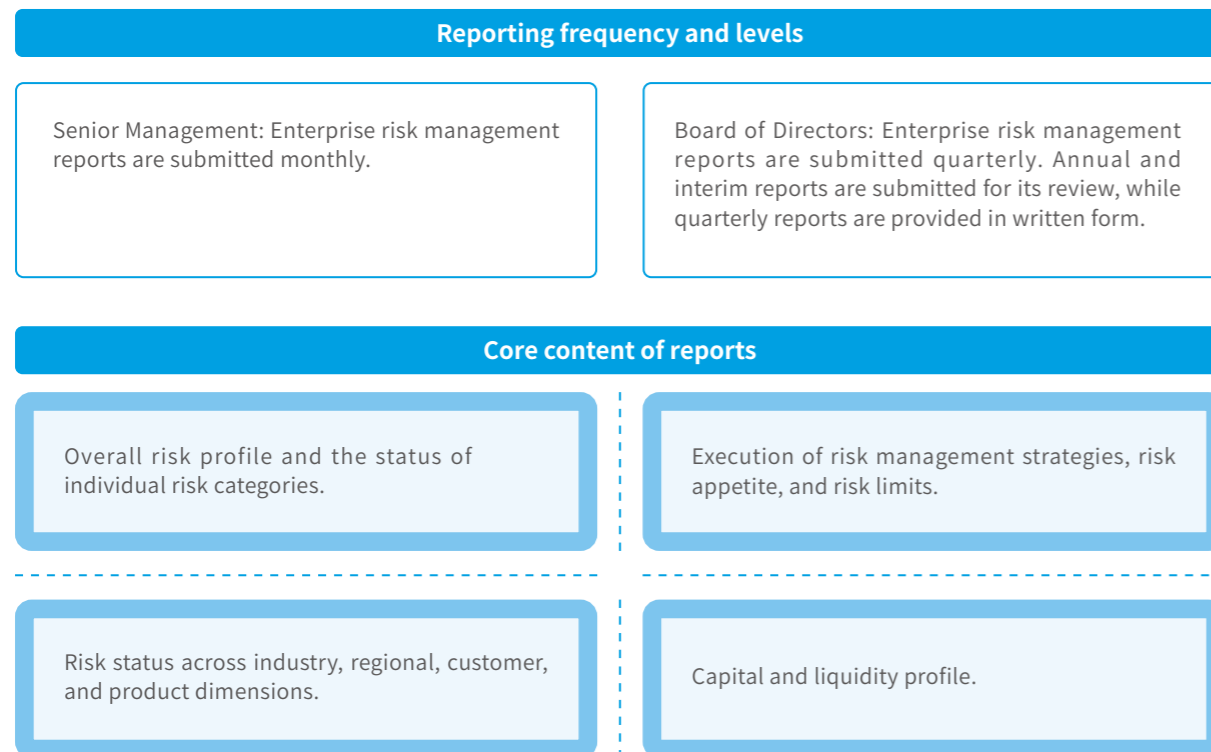 Reporting frequency and levels
Senior Management: Enterprise risk management
reports are submitted monthly.
Board of Directors: Enterprise risk management
reports are submitted quarterly. Annual and
interim reports are submitted for its review, while
quarterly reports are provided in written form.
Core content of reports
Overall risk profile and the status of
individual risk categories.
Execution of risk management strategies, risk
appetite, and risk limits.
Risk status across industry, regional, customer,
and product dimensions.
Capital and liquidity profile.